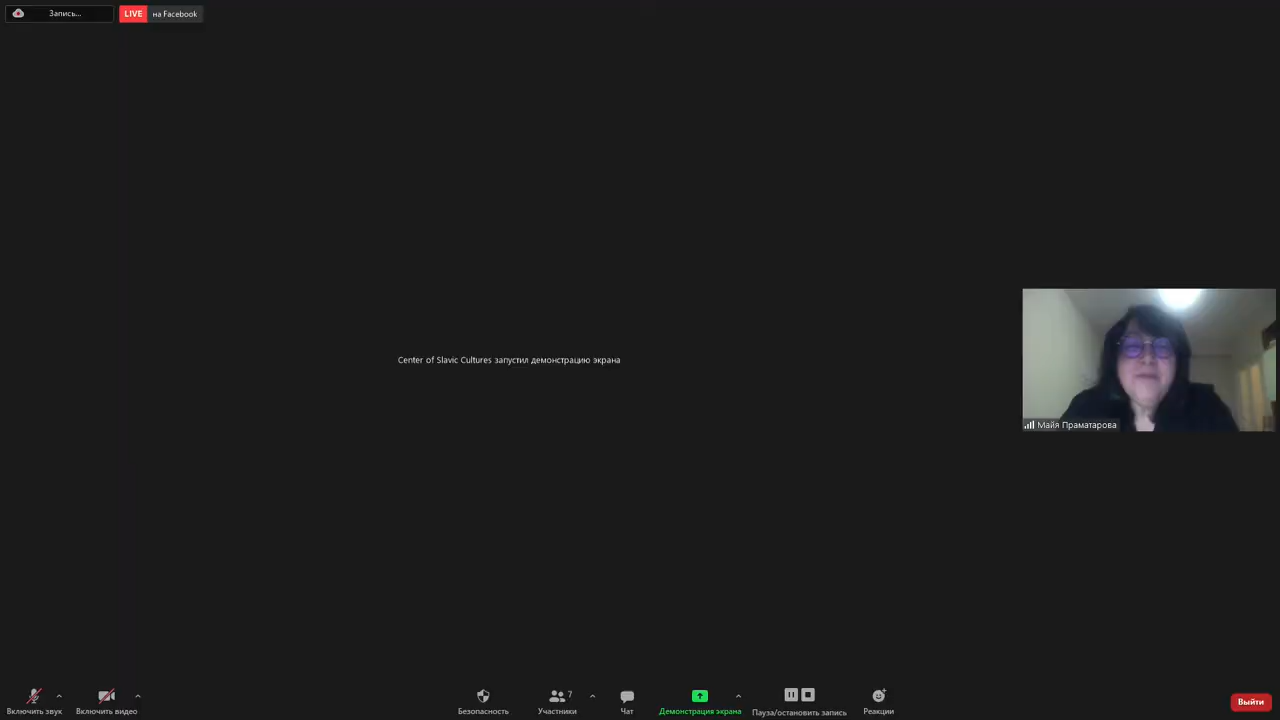 Запись...
LIVE на Facebook
Center of Slavic Cultures запустил демонстрацию экрана
Майя Праматарова
Включить звук
Включить видео
Безопасность
Участники
7
Чат
Демонстрация экрана
Пауза/остановить запись
Реакции
Выйти